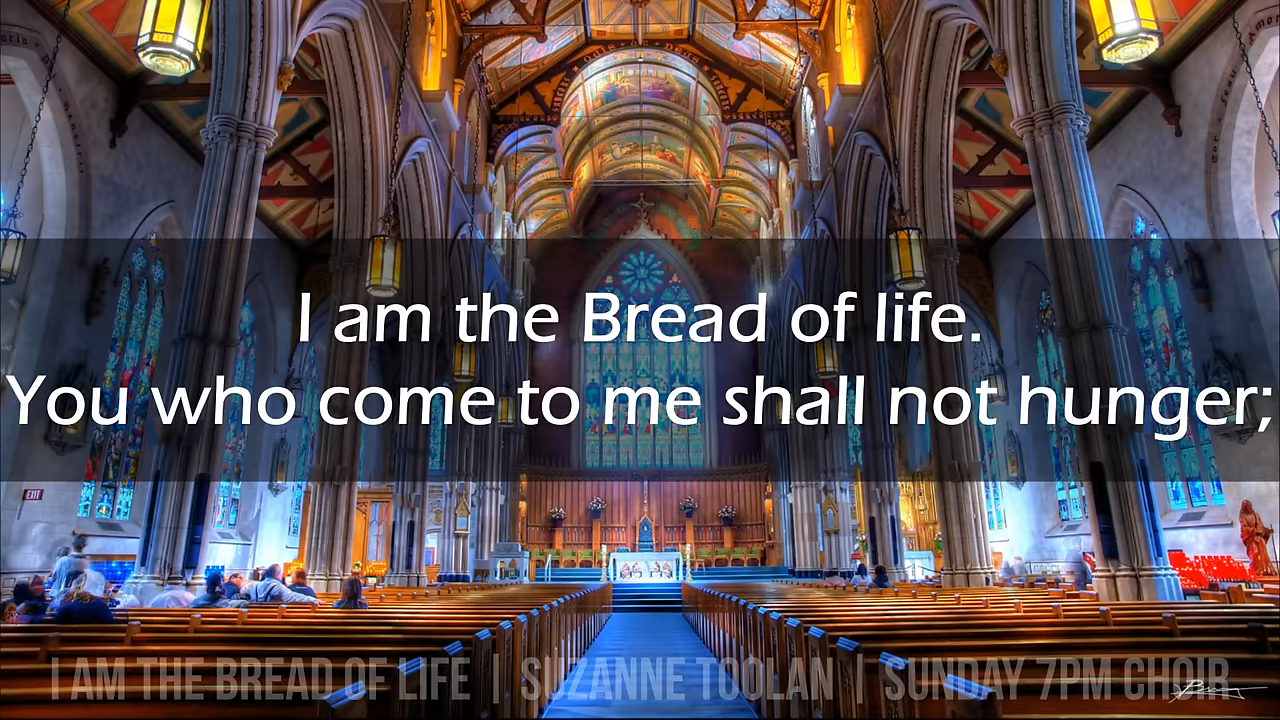 I am the Bread of life.
You who come to me shall not hunger;
EXIT
I AM THE BREAD OF LIFE | SUZANNE TOOLAN | SUNDAY 7PM CHOIR